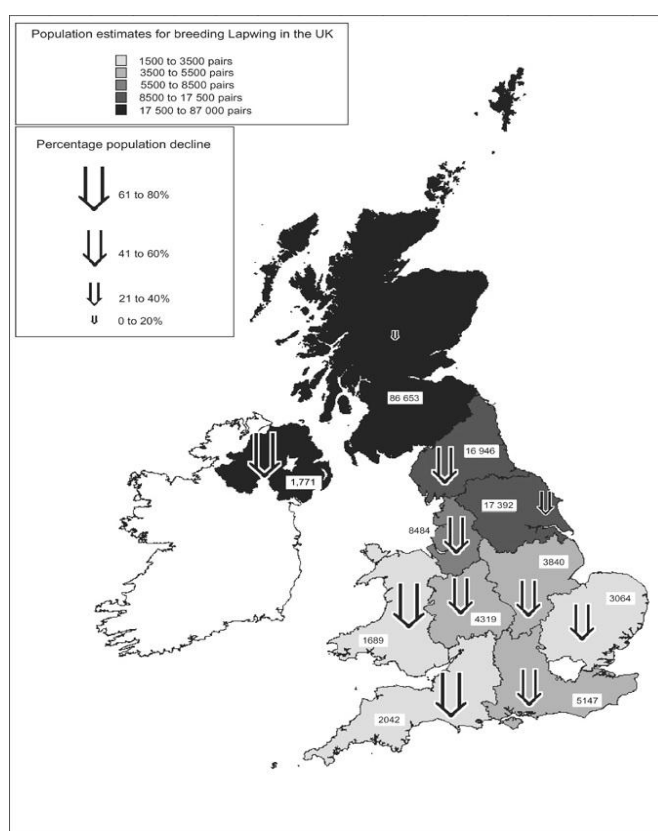 Population estimates for breeding Lapwing in the UK
1500 to 3500 pairs
3500 to 5500 pairs
5500 to 8500 pairs
8500 to 17 500 pairs
17 500 to 87 000 pairs
Percentage population decline
61 to 80%
41 to 60%
21 to 40%
0 to 20%
86 653
16 946
1,771
17 392
8484
3840
3064
4319
1689
5147
2042